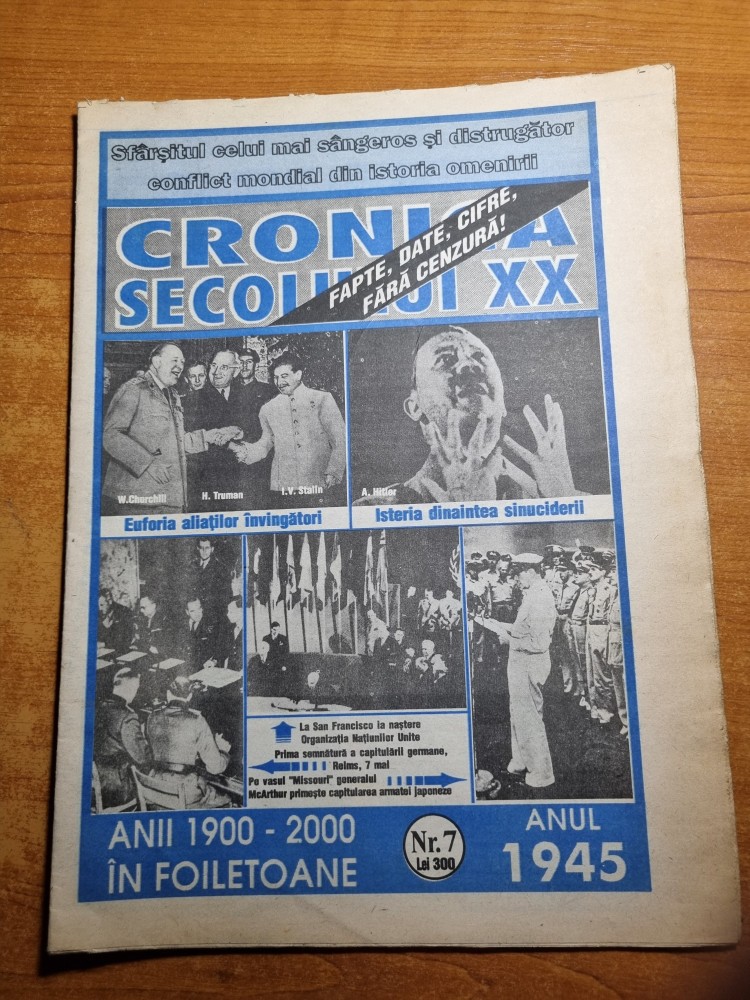 Sfârşitul celui mai sângeros şi distrugător
conflict mondial din istoria omenirii
CRONICA
SECOLULUI XX
FAPTE, DATE, CIFRE,
FĂRĂ CENZURĂ!
W.Churchill
H. Truman
I.V. Stalin
A. Hitler
Euforia aliaţilor învingători
Isteria dinaintea sinuciderii
La San Francisco ia naştere
Organizaţia Naţiunilor Unite
Prima semnătură a capitulării germane,
Reims, 7 mai
Pe vasul "Missouri" generalul
McArthur primeşte capitularea armatei japoneze
ANII 1900 - 2000
ÎN FOILETOANE
Nr. 7
Lei 300
ANUL
1945